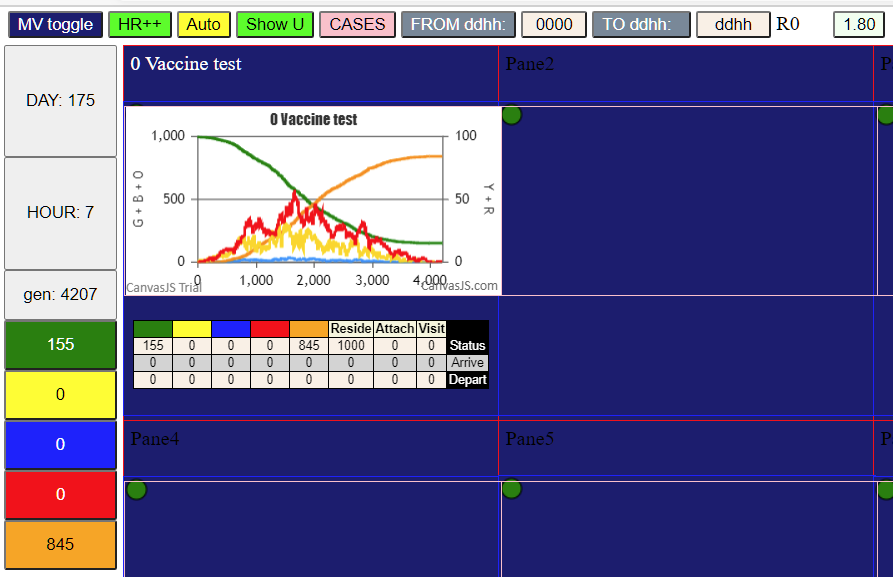 MV toggle HR++ Auto Show U CASES FROM ddhh: 0000 TO ddhh: ddhh R0 1.80
DAY: 175
HOUR: 7
gen: 4207
155
0
0
0
845
0 Vaccine test Pane2
0 Vaccine test
1,000 100
500 50
0 0
G + B + O
Y + R
0 1,000 2,000 3,000 4,000
CanvasJS Trial CanvasJS.com
Reside Attach Visit
155 0 0 0 845 1000 0 0 Status
0 0 0 0 0 0 0 0 Arrive
0 0 0 0 0 0 0 0 Depart
Pane4 Pane5